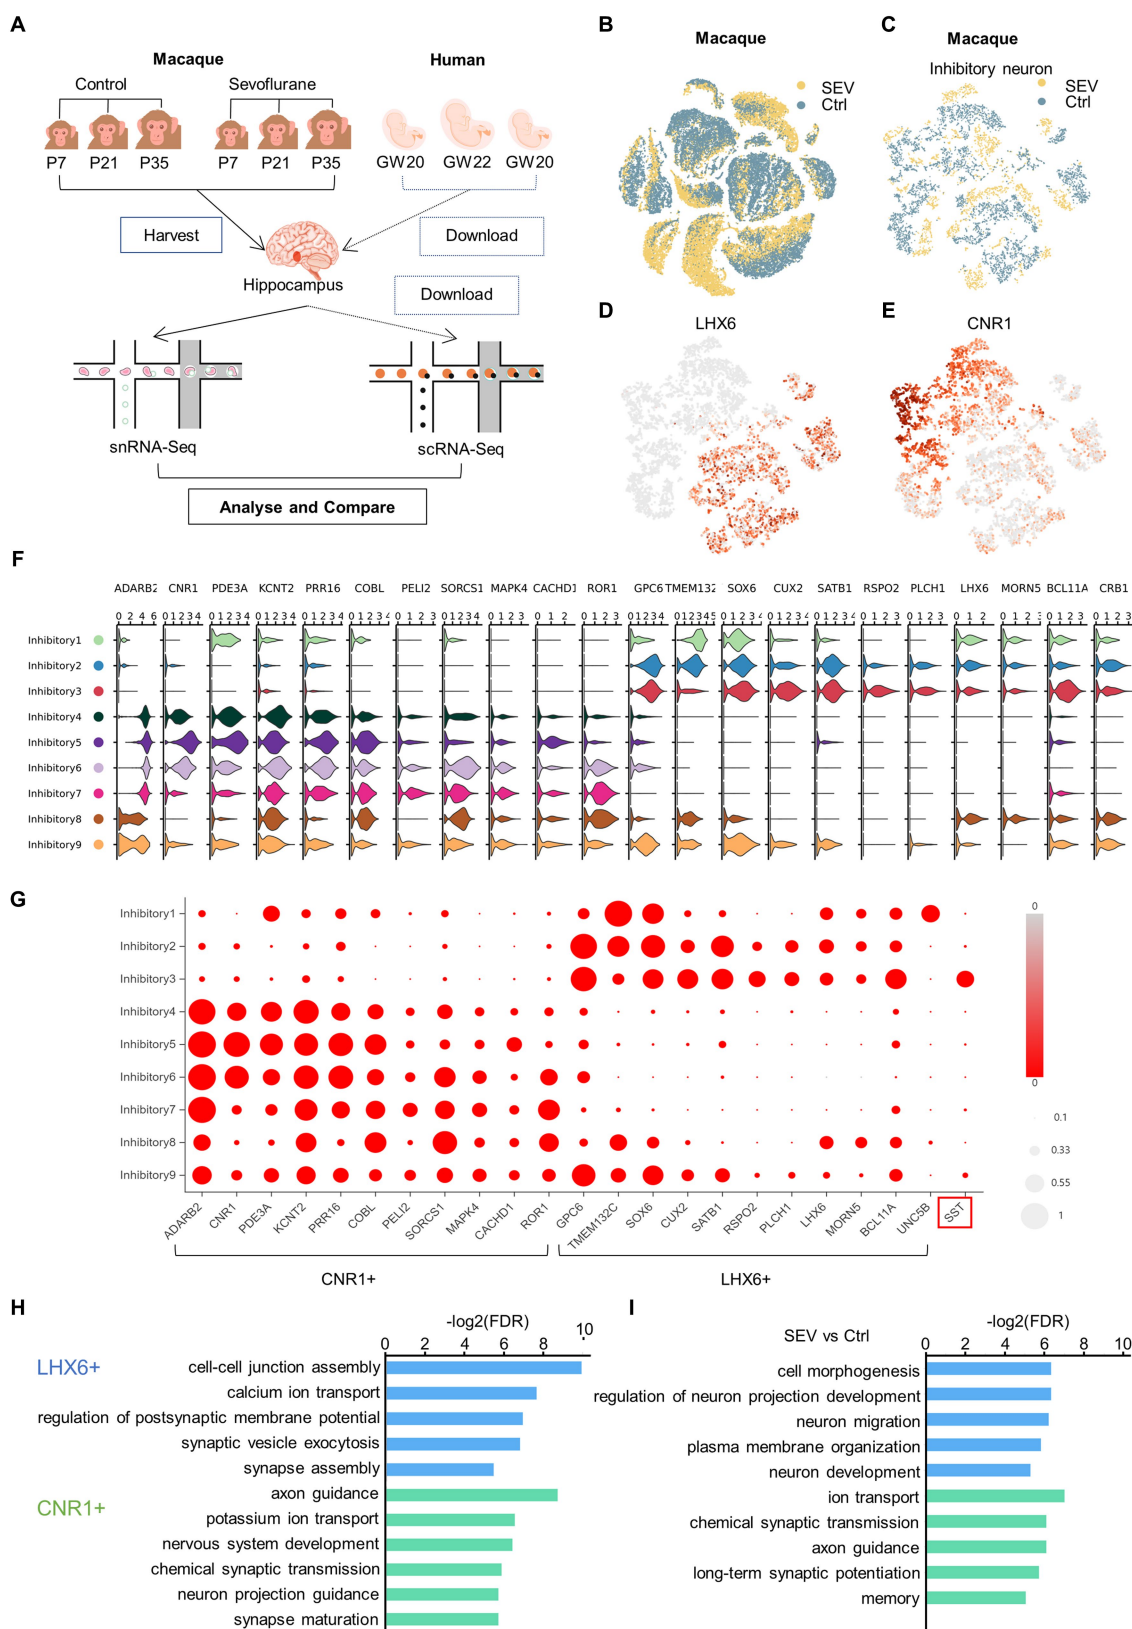 A
Macaque
Human
Control
Sevoflurane
P7 P21 P35
P7 P21 P35
GW20 GW22 GW20
Harvest
Download
Hippocampus
Download
snRNA-Seq
scRNA-Seq
Analyse and Compare
B
Macaque
SEV
Ctrl
C
Macaque
Inhibitory neuron
SEV
Ctrl
D
LHX6
E
CNR1
F
ADARB2 CNR1 PDE3A KCNT2 PRR16 COBL PELI2 SORCS1 MAPK4 CACHD1 ROR1 GPC6 TMEM132 SOX6 CUX2 SATB1 RSPO2 PLCH1 LHX6 MORN5 BCL11A CRB1
Inhibitory1
Inhibitory2
Inhibitory3
Inhibitory4
Inhibitory5
Inhibitory6
Inhibitory7
Inhibitory8
Inhibitory9
G
Inhibitory1
Inhibitory2
Inhibitory3
Inhibitory4
Inhibitory5
Inhibitory6
Inhibitory7
Inhibitory8
Inhibitory9
ADARB2 CNR1 PDE3A KCNT2 PRR16 COBL PELI2 SORCS1 MAPK4 CACHD1 ROR1 GPC6 TMEM132C SOX6 CUX2 SATB1 RSPO2 PLCH1 LHX6 MORN5 BCL11A UNC5B SST
CNR1+
LHX6+
0
0
0.1
0.33
0.55
1
H
-log2(FDR)
0 2 4 6 8 10
LHX6+
cell-cell junction assembly
calcium ion transport
regulation of postsynaptic membrane potential
synaptic vesicle exocytosis
synapse assembly
CNR1+
axon guidance
potassium ion transport
nervous system development
chemical synaptic transmission
neuron projection guidance
synapse maturation
I
SEV vs Ctrl
-log2(FDR)
0 2 4 6 8 10
cell morphogenesis
regulation of neuron projection development
neuron migration
plasma membrane organization
neuron development
ion transport
chemical synaptic transmission
axon guidance
long-term synaptic potentiation
memory